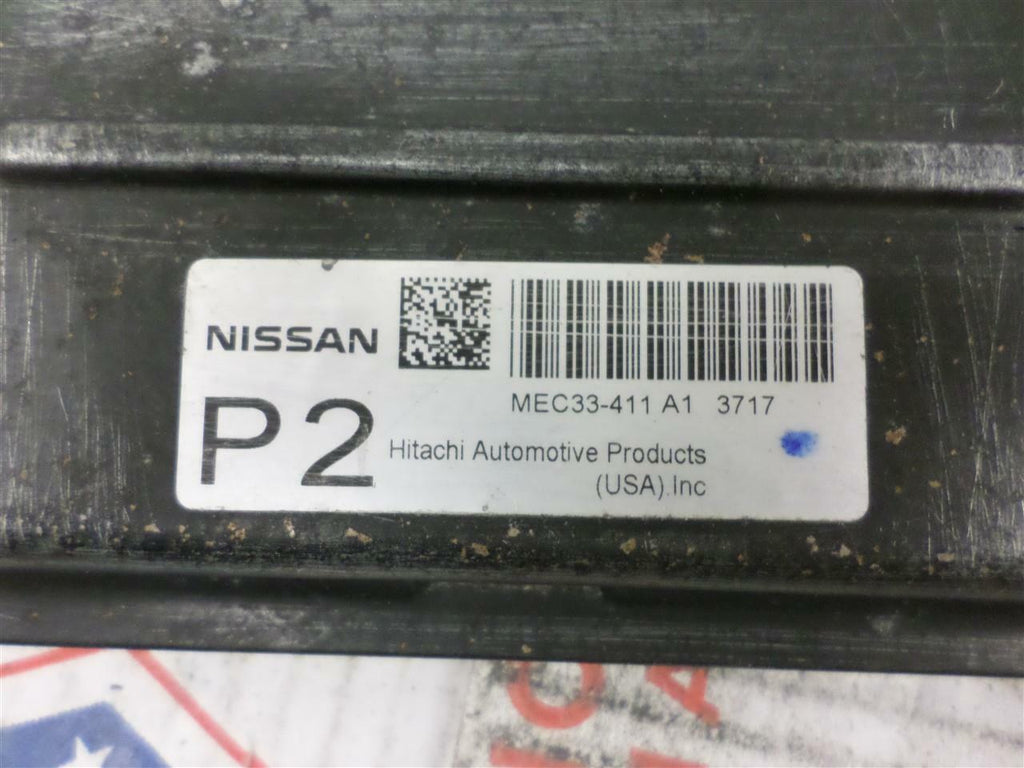 NISSAN
P2
MEC33-411 A1 3717
Hitachi Automotive Products
(USA).Inc